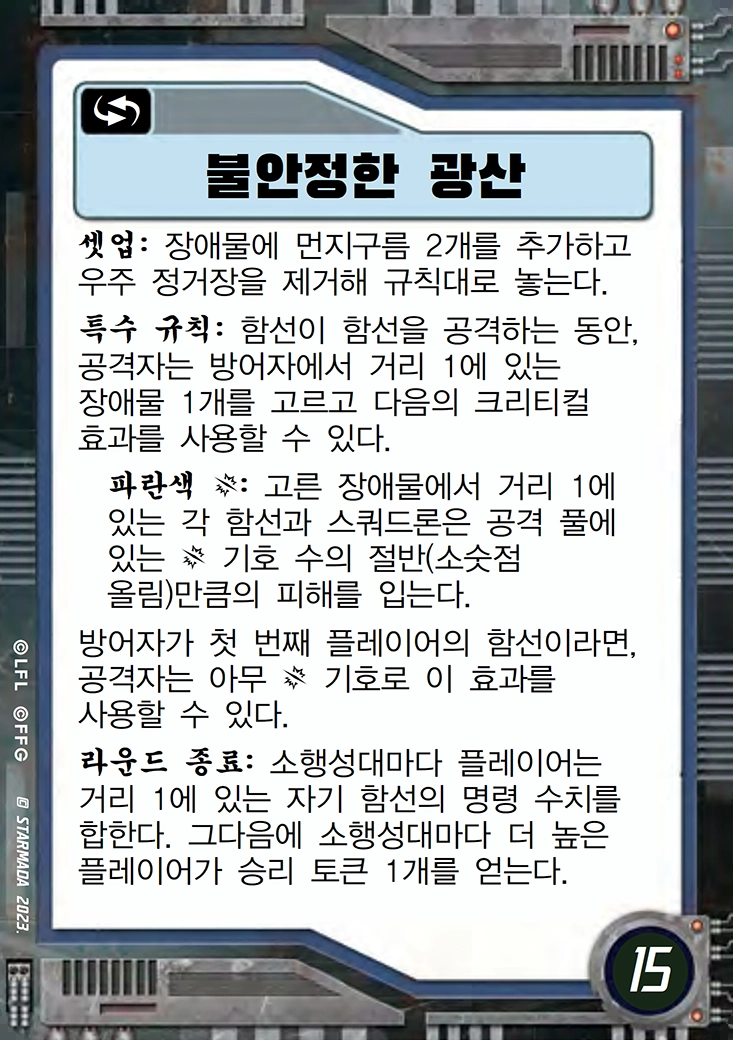 불안정한 광산
셋업: 장애물에 먼지구름 2개를 추가하고
우주 정거장을 제거해 규칙대로 놓는다.
특수 규칙: 함선이 함선을 공격하는 동안,
공격자는 방어자에서 거리 1에 있는
장애물 1개를 고르고 다음의 크리티컬
효과를 사용할 수 있다.
파란색 : 고른 장애물에서 거리 1에
있는 각 함선과 스쿼드론은 공격 풀에
있는 기호 수의 절반(소숫점
올림)만큼의 피해를 입는다.
방어자가 첫 번째 플레이어의 함선이라면,
공격자는 아무 기호로 이 효과를
사용할 수 있다.
라운드 종료: 소행성대마다 플레이어는
거리 1에 있는 자기 함선의 명령 수치를
합한다. 그다음에 소행성대마다 더 높은
플레이어가 승리 토큰 1개를 얻는다.
©LFL ©FFG © STARMADA 2023.
15